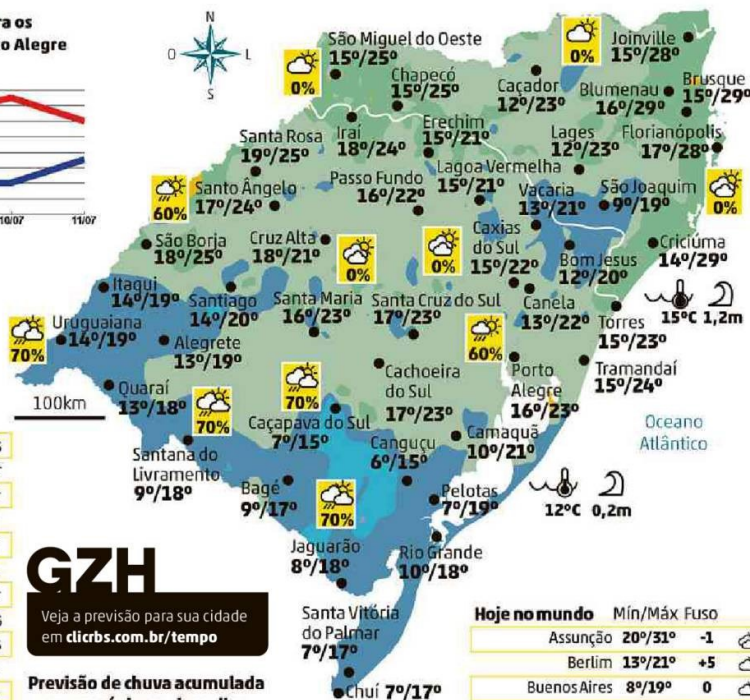 ra os
o Alegre
10/07
11/07
N
O
L
S
São Miguel do Oeste
15º/25º
0%
Chapecó
15º/25º
Caçador
12º/23º
0%
Joinville
15º/28º
Blumenau
16º/29º
Brusque
15º/29º
Santa Rosa
19º/25º
Iraí
18º/24º
Erechim
15º/21º
Lages
12º/23º
Florianópolis
17º/28º
60%
Santo Ângelo
17º/24º
Passo Fundo
16º/22º
Lagoa Vermelha
15º/21º
Vacaria
13º/21º
São Joaquim
9º/19º
0%
São Borja
18º/25º
Cruz Alta
18º/21º
0%
0%
Caxias
do Sul
15º/22º
Bom Jesus
12º/20º
Criciúma
14º/29º
Itaqui
14º/19º
Santiago
14º/20º
Santa Maria
16º/23º
Santa Cruz do Sul
17º/23º
Canela
13º/22º
Torres
15º/23º
15ºC 1,2m
70%
Uruguaiana
14º/19º
Alegrete
13º/19º
60%
Quaraí
13º/18º
70%
70%
Cachoeira
do Sul
17º/23º
Porto
Alegre
16º/23º
Tramandaí
15º/24º
100km
Caçapava do Sul
7º/15º
Canguçu
6º/15º
Camaquã
10º/21º
Oceano
Atlântico
Santana do
Livramento
9º/18º
Bagé
9º/17º
70%
Pelotas
7º/19º
12ºC 0,2m
Jaguarão
8º/18º
Rio Grande
10º/18º
GZH
Veja a previsão para sua cidade
em clicrbs.com.br/tempo
Santa Vitória
do Palmar
7º/17º
Chuí 7º/17º
Previsão de chuva acumulada
Hoje no mundo Mín/Máx Fuso
Assunção 20º/31º -1
Berlim 13º/21º +5
Buenos Aires 8º/19º 0